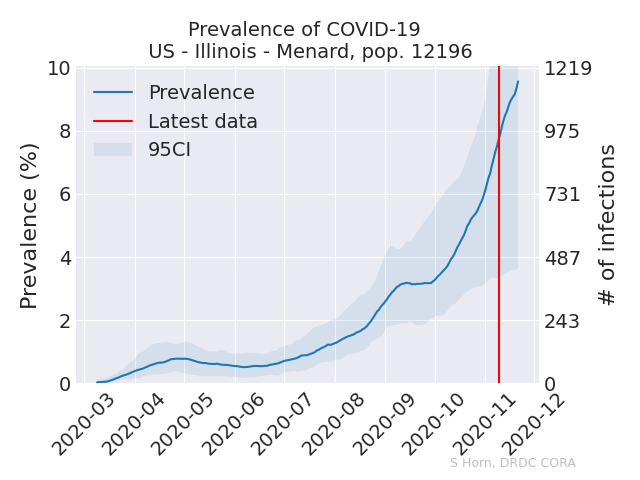 Prevalence of COVID-19
US - Illinois - Menard, pop. 12196
Prevalence (%)
10
8
6
4
2
0
Prevalence
Latest data
95CI
1219
975
731
487
243
0
# of infections
2020-03
2020-04
2020-05
2020-06
2020-07
2020-08
2020-09
2020-10
2020-11
2020-12
S Horn, DRDC CORA